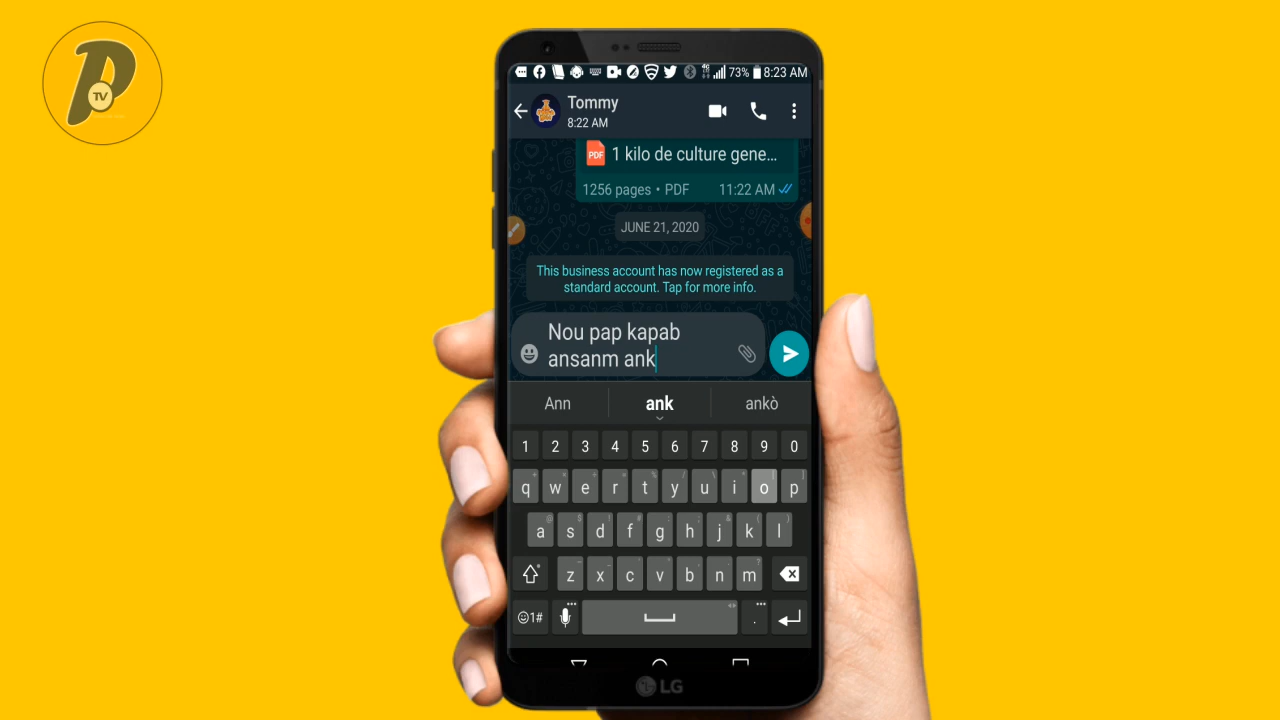 P
TV
73%
8:23 AM
Tommy
8:22 AM
PDF
1 kilo de culture gene...
1256 pages • PDF
11:22 AM
JUNE 21, 2020
This business account has now registered as a
standard account. Tap for more info.
Nou pap kapab
ansanm ank
Ann ank ankò
1 2 3 4 5 6 7 8 9 0
q w e r t y u i o p
a s d f g h j k l
z x c v b n m
1# .
LG